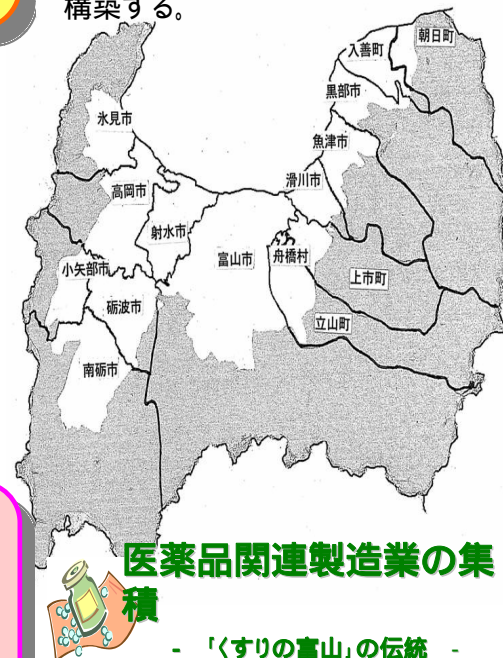 構築する。
朝日町
入善町
黒部市
氷見市
魚津市
滑川市
高岡市
射水市
富山市
舟橋村
小矢部市
上市町
砺波市
立山町
南砺市
医薬品関連製造業の集
積
- 「くすりの富山」の伝統 -